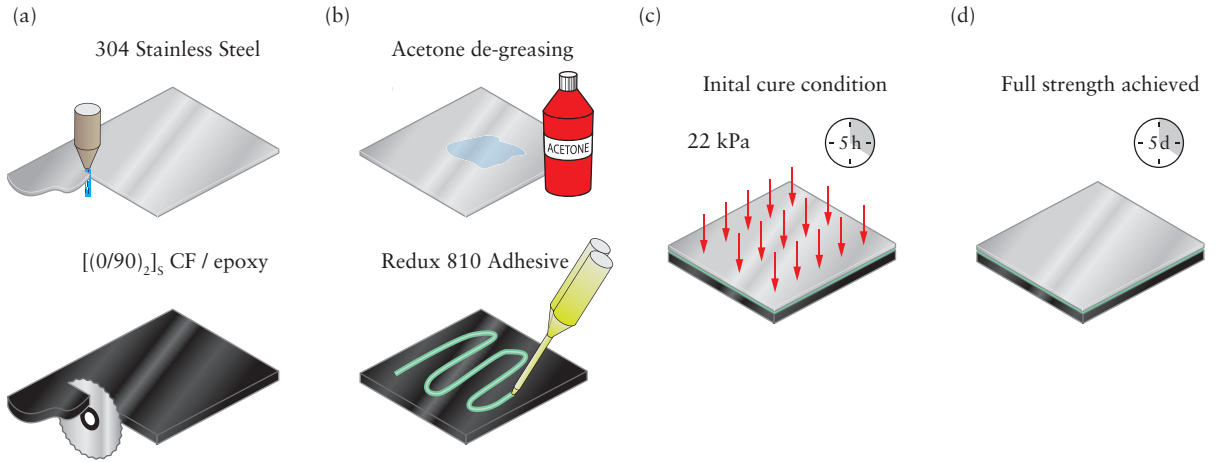 (a)
304 Stainless Steel
[(0/90)₂]ₛ CF / epoxy
(b)
Acetone de-greasing
ACETONE
Redux 810 Adhesive
(c)
Inital cure condition
22 kPa
5 h
(d)
Full strength achieved
5 d